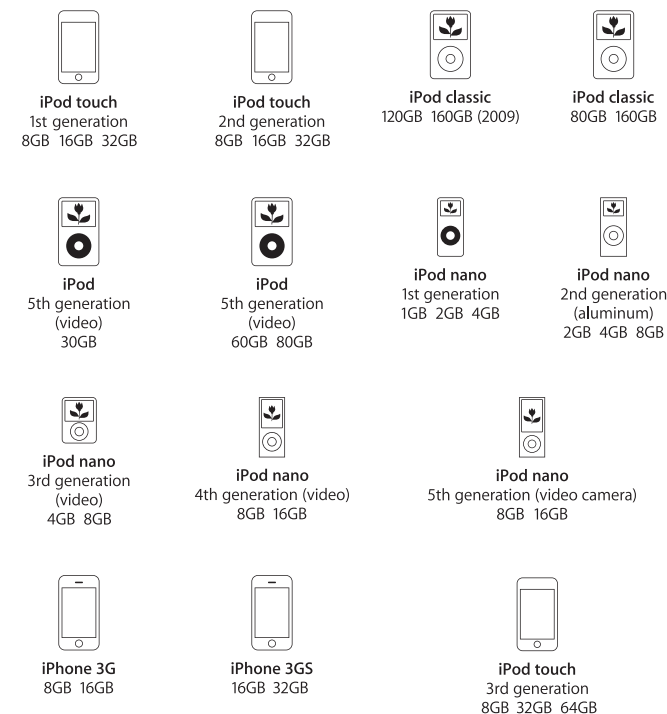 iPod touch
1st generation
8GB 16GB 32GB
iPod touch
2nd generation
8GB 16GB 32GB
iPod classic
120GB 160GB (2009)
iPod classic
80GB 160GB
iPod
5th generation
(video)
30GB
iPod
5th generation
(video)
60GB 80GB
iPod nano
1st generation
1GB 2GB 4GB
iPod nano
2nd generation
(aluminum)
2GB 4GB 8GB
iPod nano
3rd generation
(video)
4GB 8GB
iPod nano
4th generation (video)
8GB 16GB
iPod nano
5th generation (video camera)
8GB 16GB
iPhone 3G
8GB 16GB
iPhone 3GS
16GB 32GB
iPod touch
3rd generation
8GB 32GB 64GB